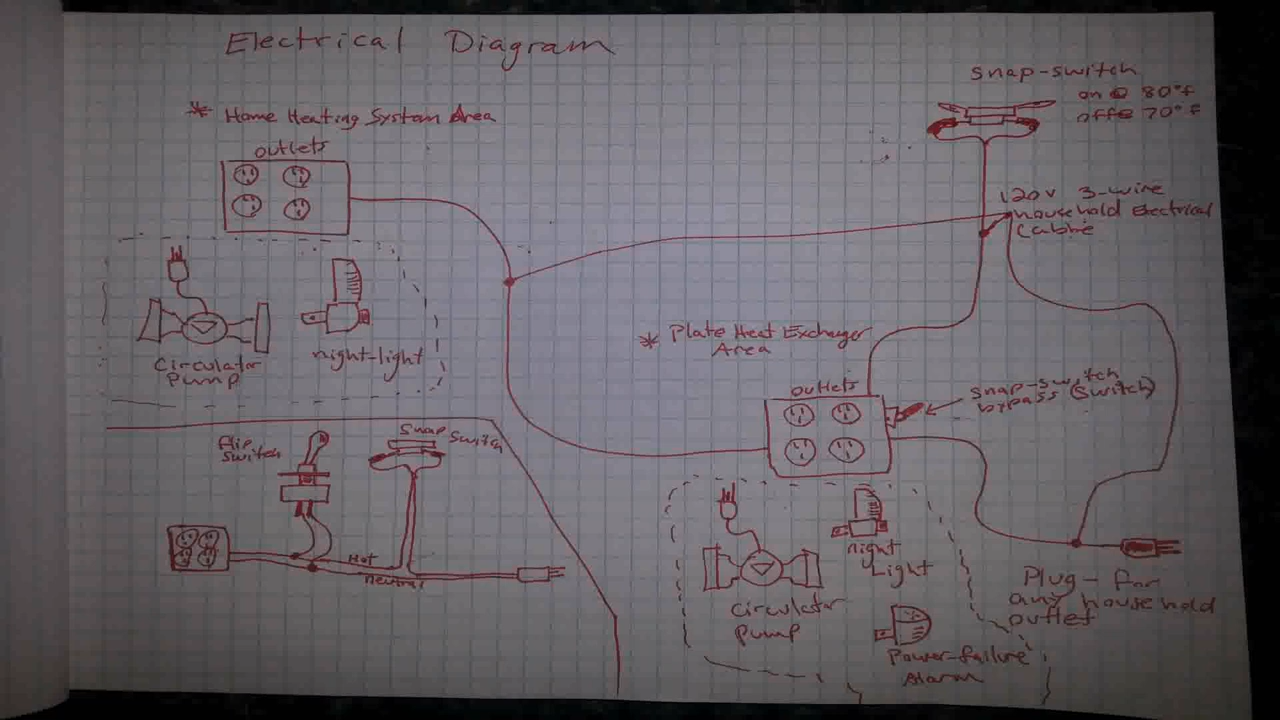 Electrical Diagram
* Home Heating System Area
outlets
Circulator
Pump
night-light
snap-switch
on @ 80°f
off@ 70°f
120v 3-wire
household Electrical
Cable
* Plate Heat Exchanger
Area
outlets
snap-switch
bypass (Switch)
flip
switch
Snap Switch
Hot
neutral
Circulator
Pump
night
Light
Power-failure
Alarm
Plug- for
any household
outlet